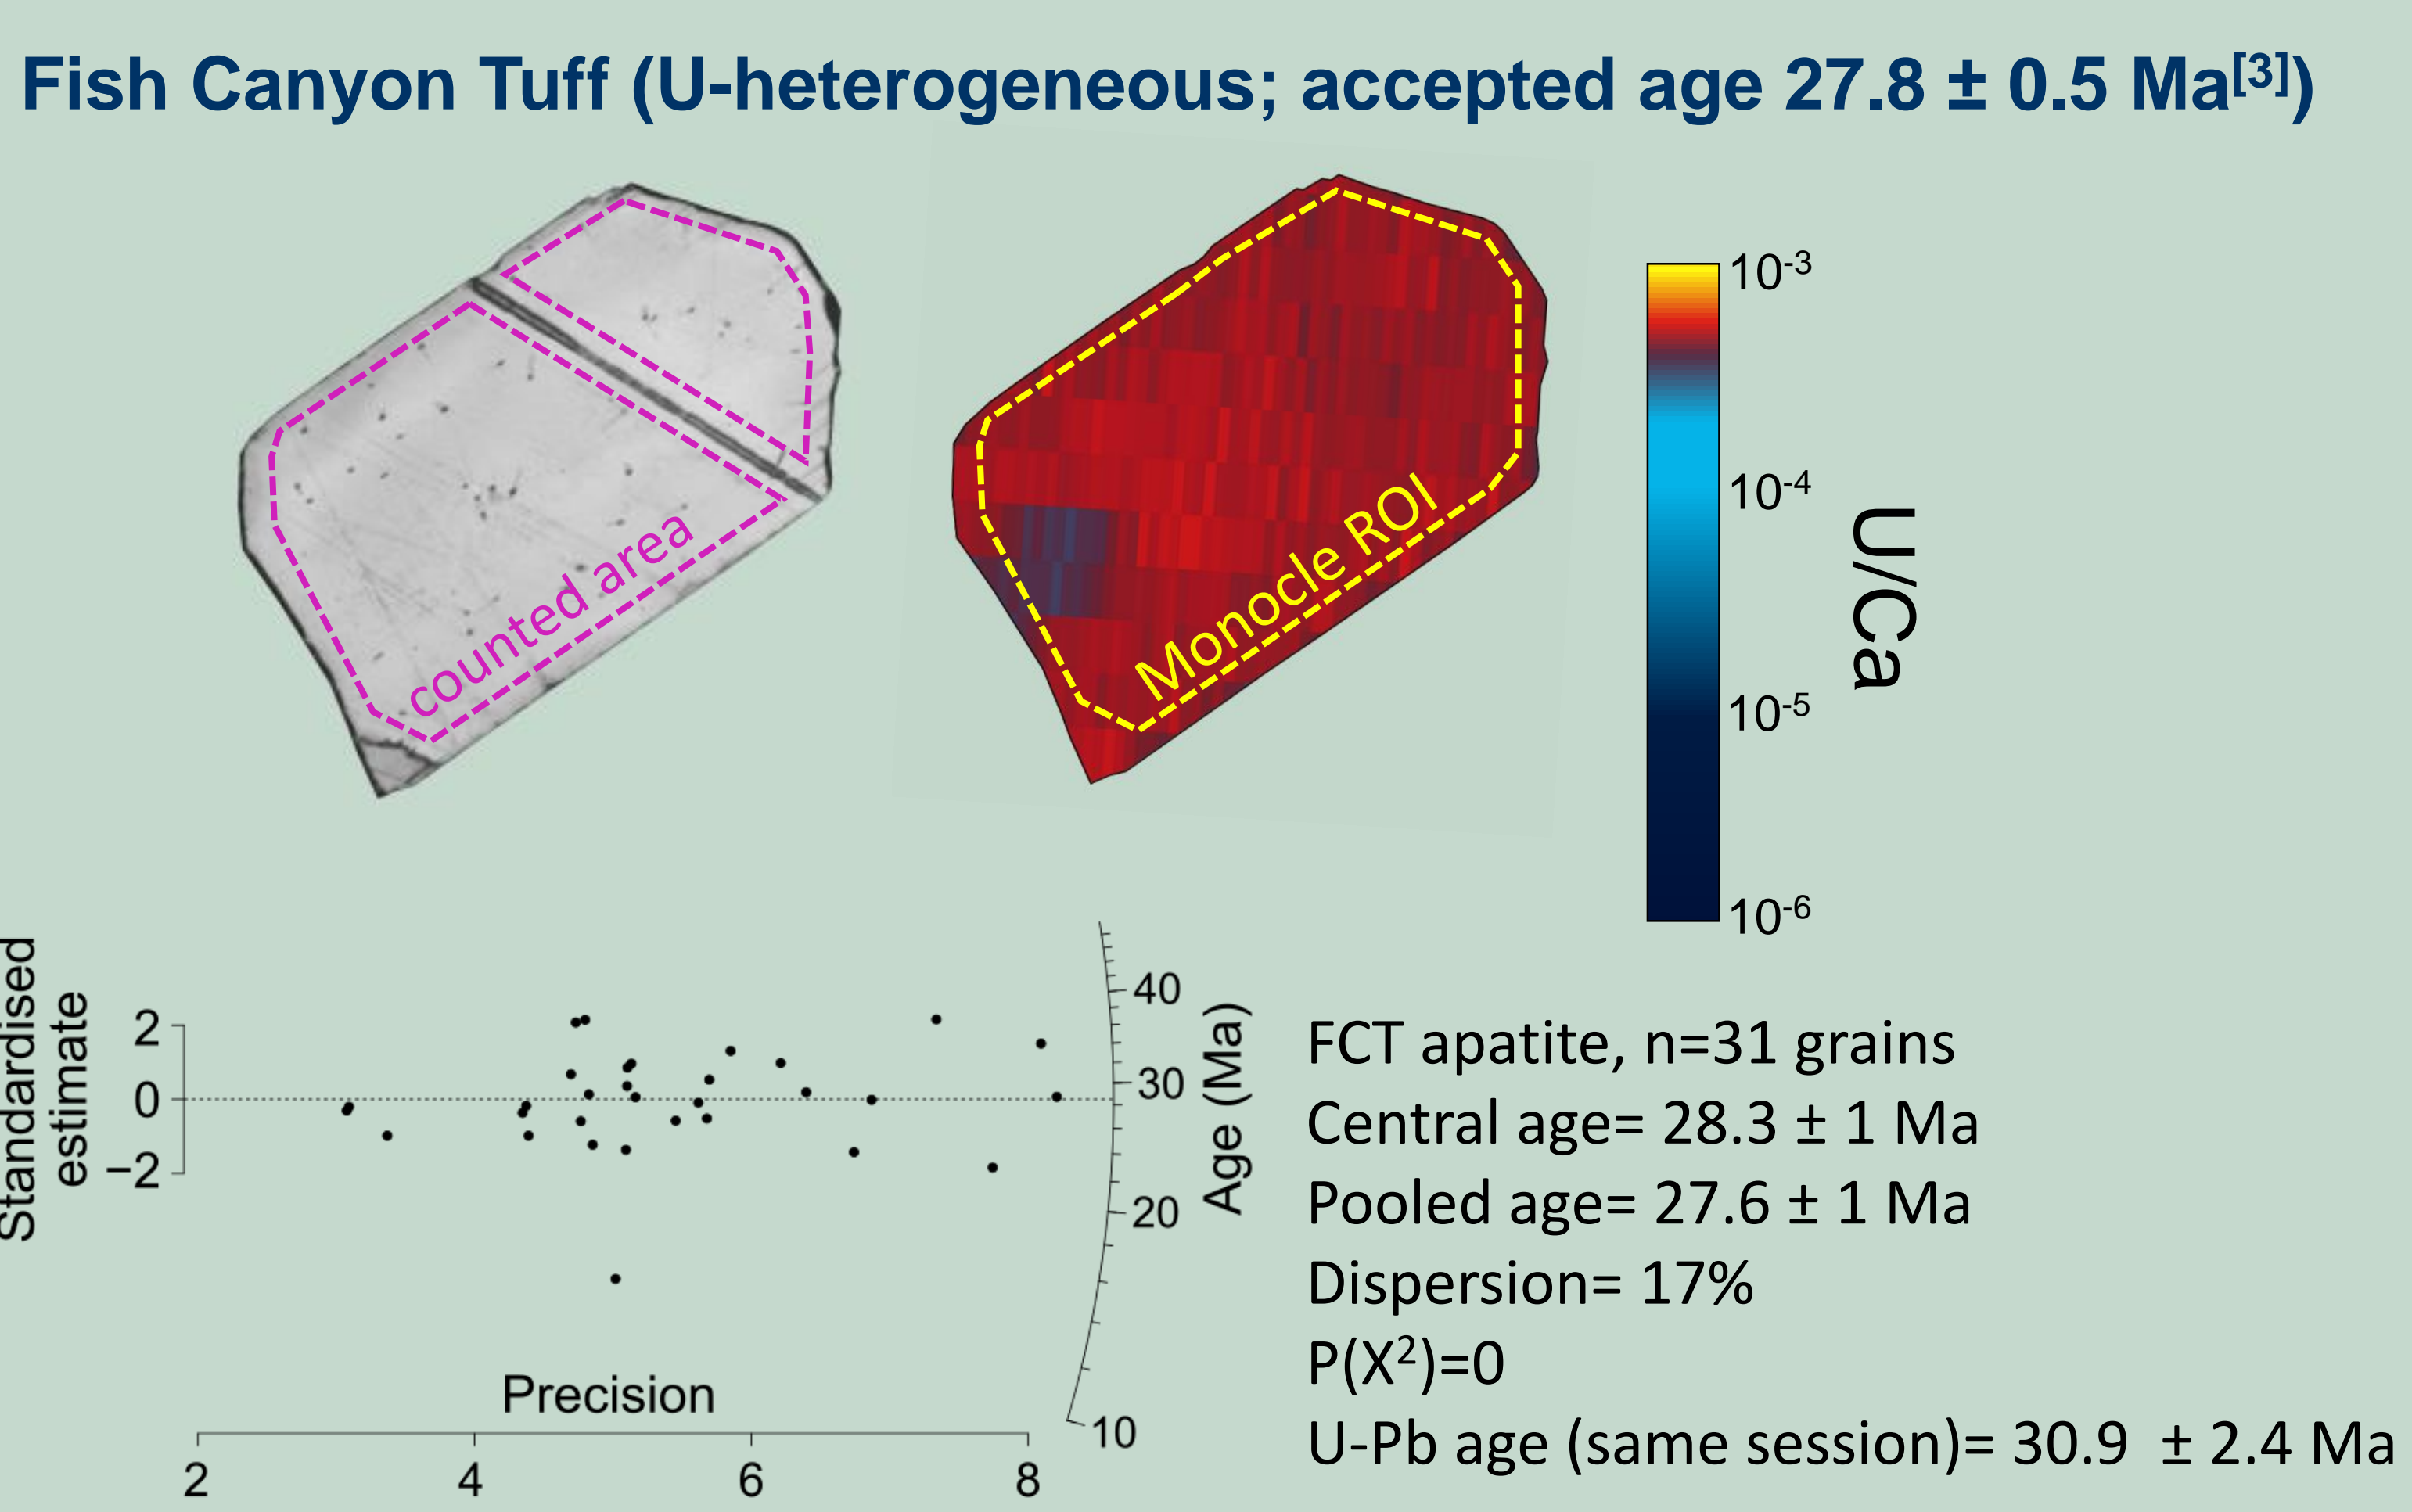 Fish Canyon Tuff (U-heterogeneous; accepted age 27.8 ± 0.5 Ma[3])
counted area
Monocle ROI
10-3
10-4
10-5
10-6
U/Ca
Standardised
estimate
2
0
−2
40
30
20
10
Age (Ma)
Precision
2
4
6
8
FCT apatite, n=31 grains
Central age= 28.3 ± 1 Ma
Pooled age= 27.6 ± 1 Ma
Dispersion= 17%
P(X2)=0
U-Pb age (same session)= 30.9 ± 2.4 Ma